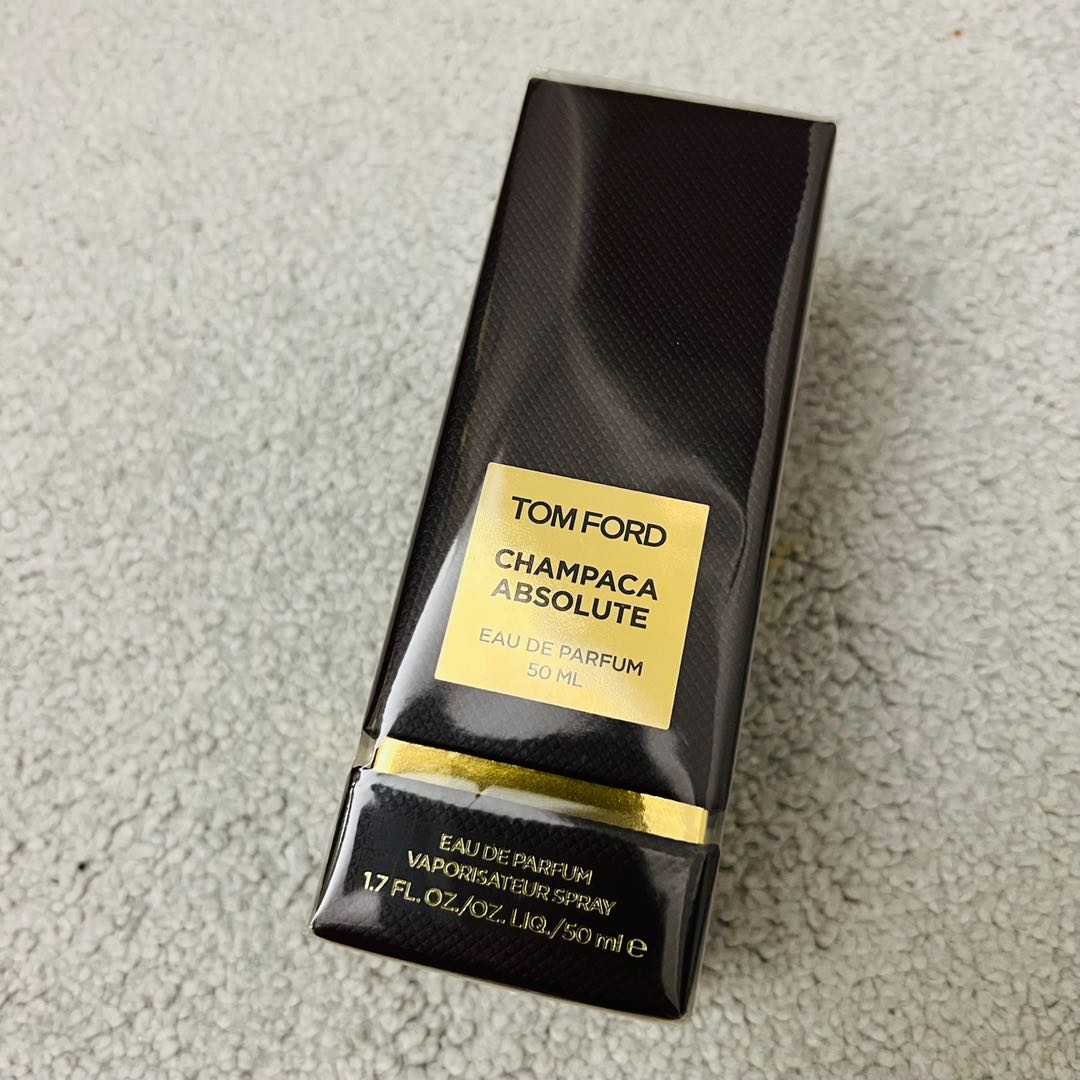 TOM FORD
CHAMPACA
ABSOLUTE
EAU DE PARFUM
50 ML
EAU DE PARFUM
VAPORISATEUR SPRAY
1.7 FL. OZ./OZ. LIQ./50 ml ℮